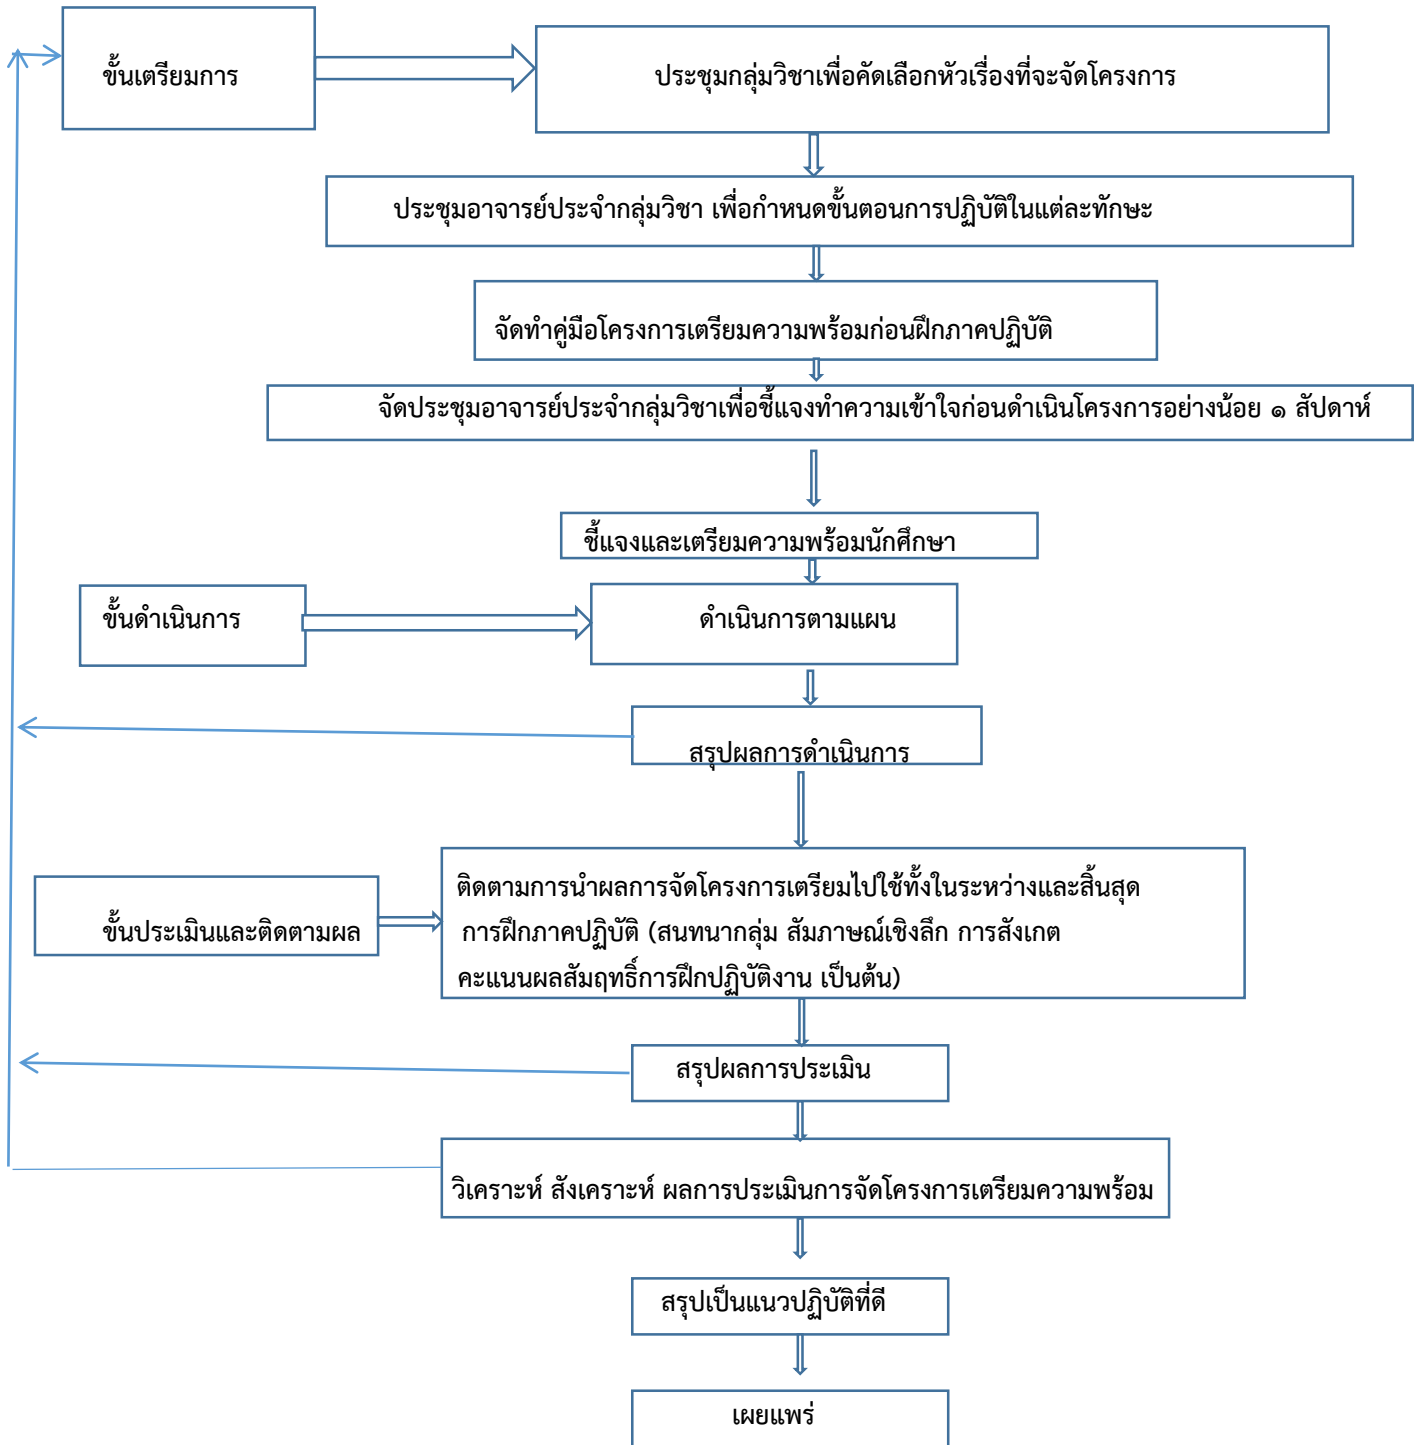 ขั้นเตรียมการ
ประชุมกลุ่มวิชาเพื่อคัดเลือกหัวเรื่องที่จะจัดโครงการ
ประชุมอาจารย์ประจำกลุ่มวิชา เพื่อกำหนดขั้นตอนการปฏิบัติในแต่ละทักษะ
จัดทำคู่มือโครงการเตรียมความพร้อมก่อนฝึกภาคปฏิบัติ
จัดประชุมอาจารย์ประจำกลุ่มวิชาเพื่อชี้แจงทำความเข้าใจก่อนดำเนินโครงการอย่างน้อย ๑ สัปดาห์
ชี้แจงและเตรียมความพร้อมนักศึกษา
ขั้นดำเนินการ
ดำเนินการตามแผน
สรุปผลการดำเนินการ
ขั้นประเมินและติดตามผล
ติดตามการนำผลการจัดโครงการเตรียมไปใช้ทั้งในระหว่างและสิ้นสุด
การฝึกภาคปฏิบัติ (สนทนากลุ่ม สัมภาษณ์เชิงลึก การสังเกต
คะแนนผลสัมฤทธิ์การฝึกปฏิบัติงาน เป็นต้น)
สรุปผลการประเมิน
วิเคราะห์ สังเคราะห์ ผลการประเมินการจัดโครงการเตรียมความพร้อม
สรุปเป็นแนวปฏิบัติที่ดี
เผยแพร่